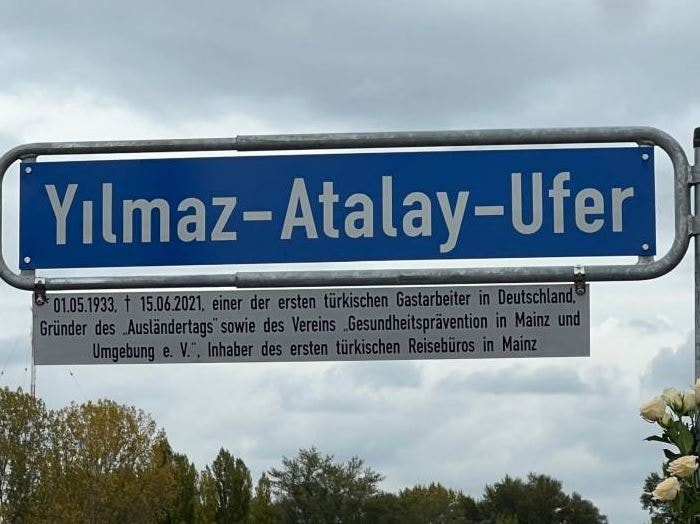 Yılmaz-Atalay-Ufer
* 01.05.1933, † 15.06.2021, einer der ersten türkischen Gastarbeiter in Deutschland,
Gründer des „Ausländertags" sowie des Vereins „Gesundheitsprävention in Mainz und
Umgebung e. V.", Inhaber des ersten türkischen Reisebüros in Mainz